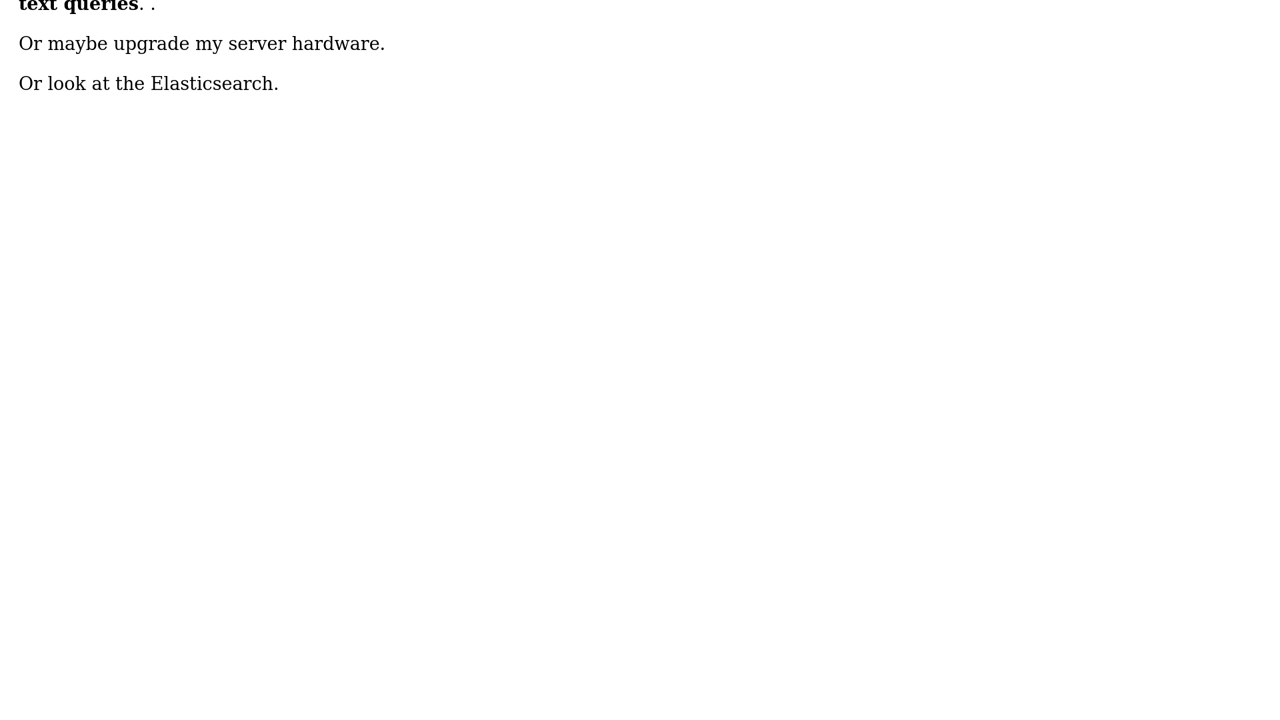 text queries. .
Or maybe upgrade my server hardware.
Or look at the Elasticsearch.